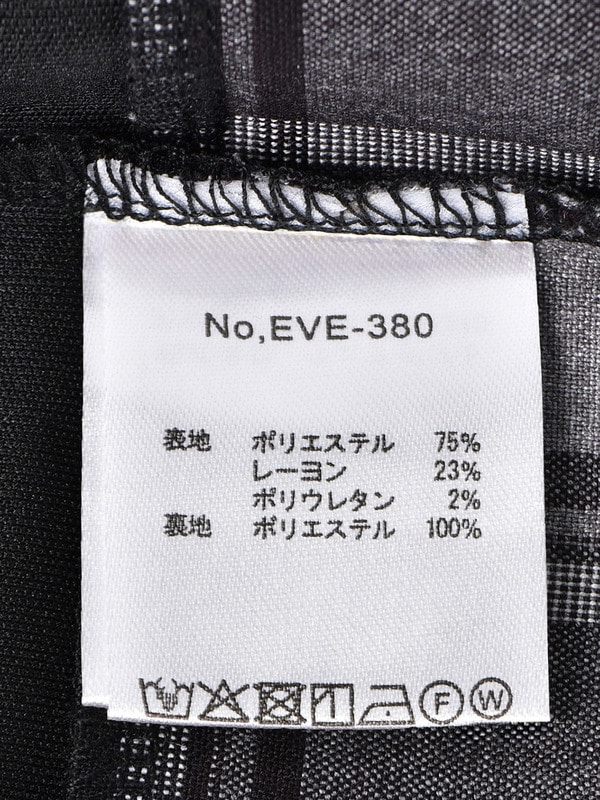 No,EVE-380
表地 ポリエステル 75%
レーヨン 23%
ポリウレタン 2%
裏地 ポリエステル 100%
F W